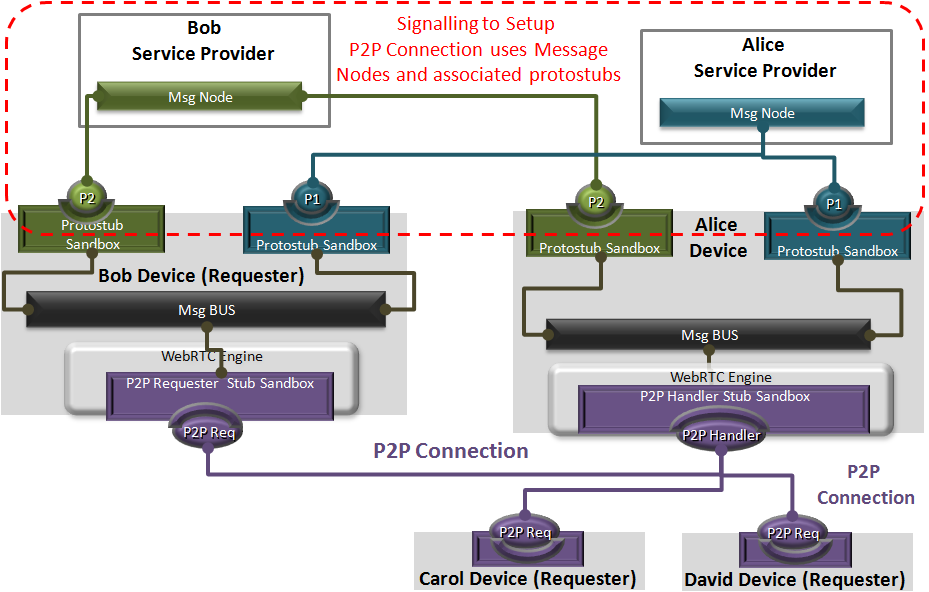 Bob
Service Provider
Msg Node
Signalling to Setup
P2P Connection uses Message
Nodes and associated protostubs
Alice
Service Provider
Msg Node
P2
Protostub
Sandbox
P1
Protostub Sandbox
P2
Protostub Sandbox
Alice
Device
P1
Protostub Sandbox
Bob Device (Requester)
Msg BUS
WebRTC Engine
P2P Requester Stub Sandbox
P2P Req
Msg BUS
WebRTC Engine
P2P Handler Stub Sandbox
P2P Handler
P2P Connection
P2P
Connection
P2P Req
Carol Device (Requester)
P2P Req
David Device (Requester)